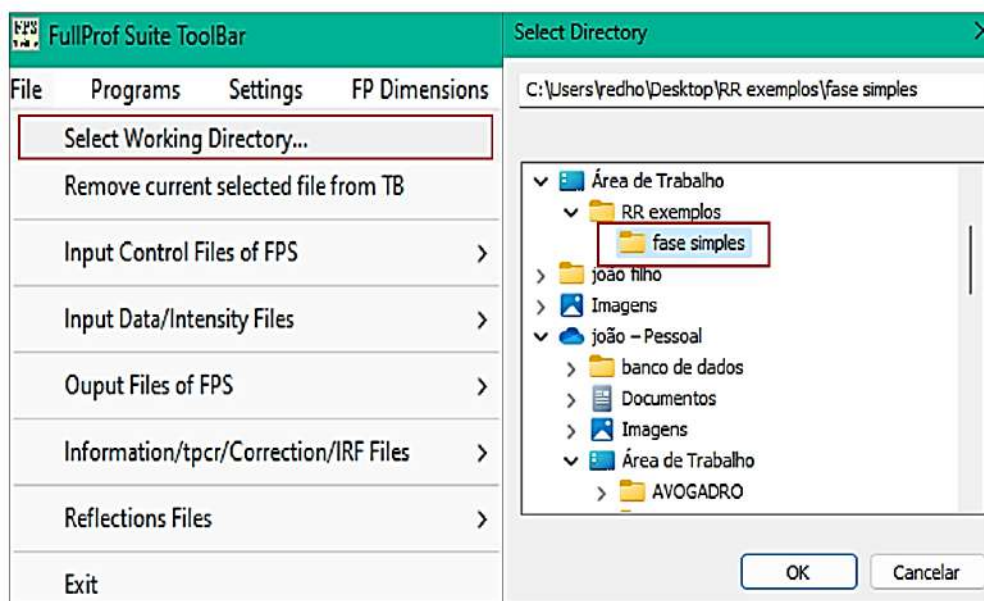 FullProf Suite ToolBar
File Programs Settings FP Dimensions
Select Working Directory...
Remove current selected file from TB
Input Control Files of FPS
Input Data/Intensity Files
Ouput Files of FPS
Information/tpcr/Correction/IRF Files
Reflections Files
Exit
Select Directory
C:\Users\redho\Desktop\RR exemplos\fase simples
Área de Trabalho
RR exemplos
fase simples
joão filho
Imagens
joão – Pessoal
banco de dados
Documentos
Imagens
Área de Trabalho
AVOGADRO
OK Cancelar